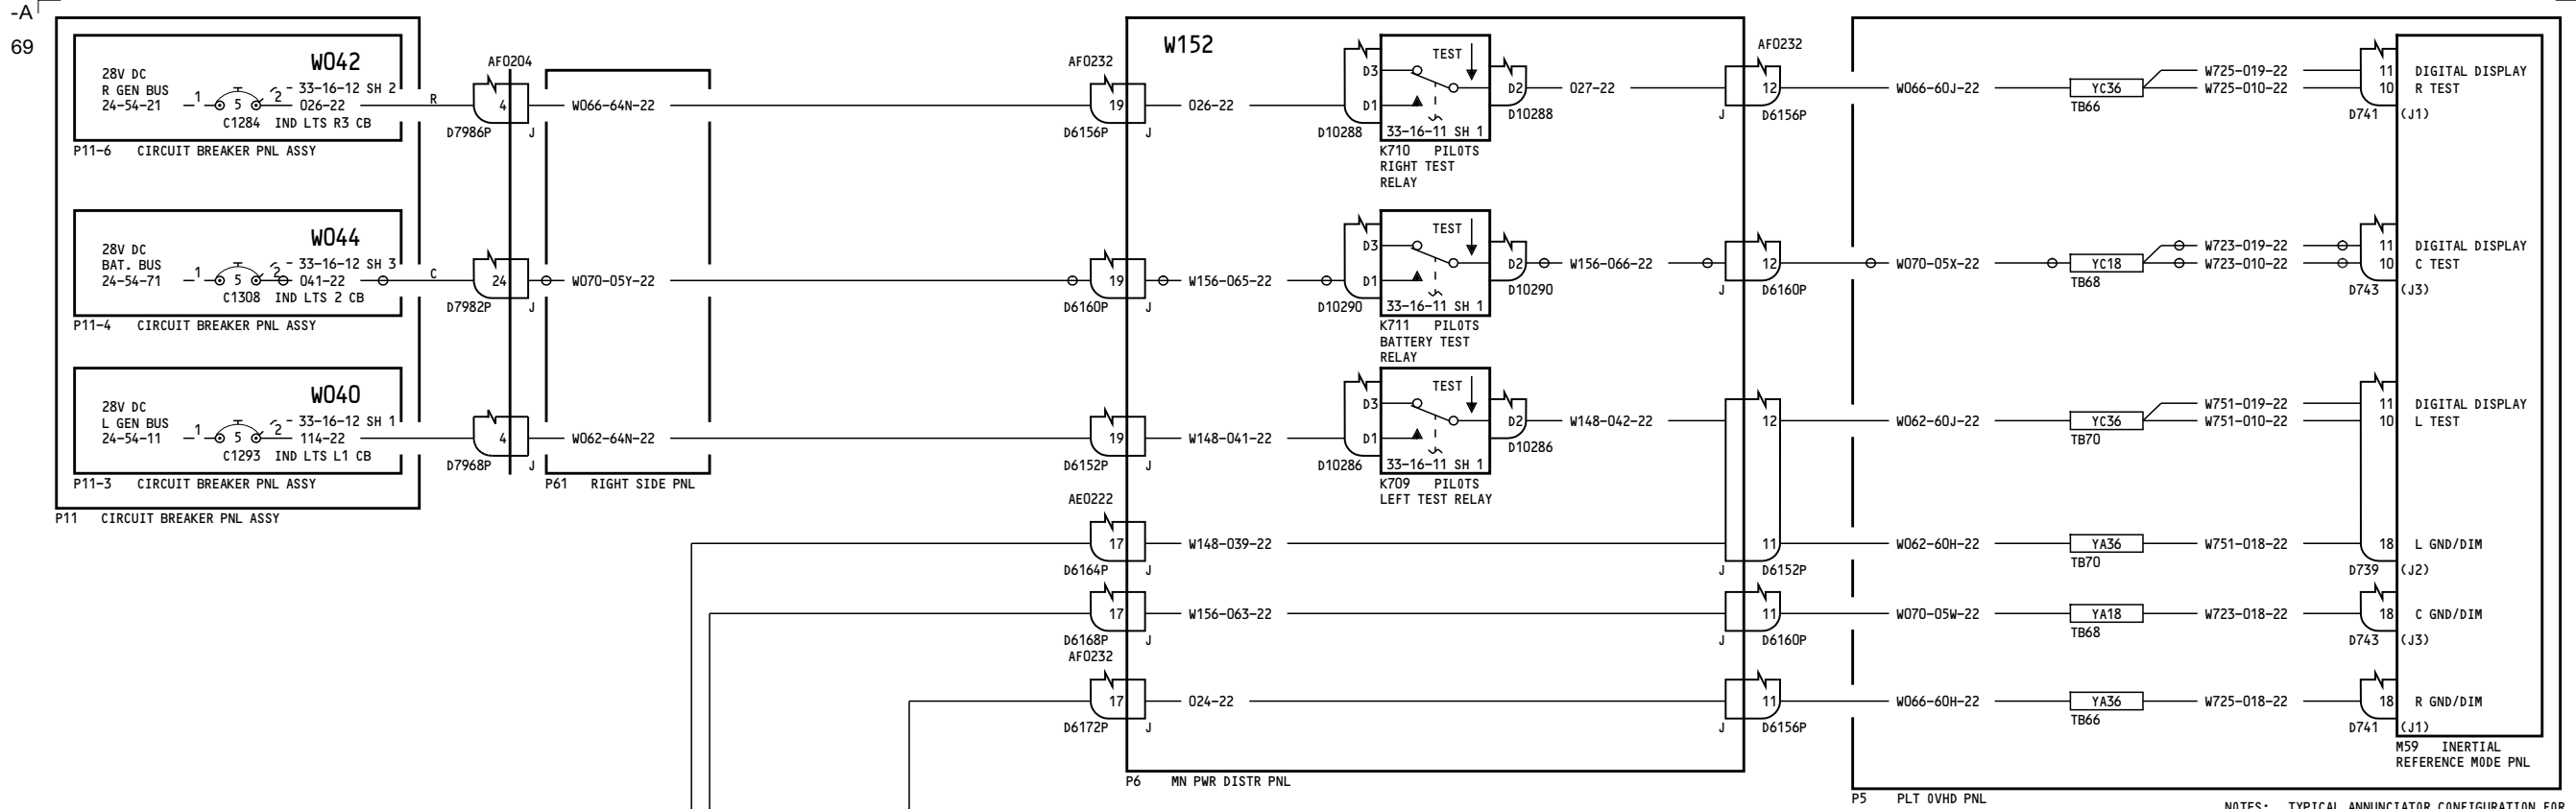 -A
69
W042
28V DC
R GEN BUS
24-54-21
1
5
2
33-16-12 SH 2
026-22
C1284 IND LTS R3 CB
P11-6 CIRCUIT BREAKER PNL ASSY
R
AF0204
4
D7986P
J
W066-64N-22
W044
28V DC
BAT. BUS
24-54-71
1
5
2
33-16-12 SH 3
041-22
C1308 IND LTS 2 CB
P11-4 CIRCUIT BREAKER PNL ASSY
C
24
D7982P
J
W070-05Y-22
W040
28V DC
L GEN BUS
24-54-11
1
5
2
33-16-12 SH 1
114-22
C1293 IND LTS L1 CB
P11-3 CIRCUIT BREAKER PNL ASSY
4
D7968P
J
W062-64N-22
P61 RIGHT SIDE PNL
P11 CIRCUIT BREAKER PNL ASSY
W152
AF0232
19
D6156P
J
026-22
D3
D1
D10288
TEST
33-16-11 SH 1
K710 PILOTS
RIGHT TEST
RELAY
D2
D10288
027-22
AF0232
12
J
D6156P
19
D6160P
J
W156-065-22
D3
D1
D10290
TEST
33-16-11 SH 1
K711 PILOTS
BATTERY TEST
RELAY
D2
D10290
W156-066-22
12
J
D6160P
19
D6152P
J
W148-041-22
D3
D1
D10286
TEST
33-16-11 SH 1
K709 PILOTS
LEFT TEST RELAY
D2
D10286
W148-042-22
12
AE0222
17
D6164P
J
W148-039-22
11
J
D6152P
17
D6168P
J
W156-063-22
11
J
D6160P
AF0232
17
D6172P
J
024-22
11
J
D6156P
P6 MN PWR DISTR PNL
W066-60J-22
YC36
TB66
W725-019-22
W725-010-22
11
10
D741
(J1)
DIGITAL DISPLAY
R TEST
W070-05X-22
YC18
TB68
W723-019-22
W723-010-22
11
10
D743
(J3)
DIGITAL DISPLAY
C TEST
W062-60J-22
YC36
TB70
W751-019-22
W751-010-22
11
10
DIGITAL DISPLAY
L TEST
W062-60H-22
YA36
TB70
W751-018-22
18
L GND/DIM
D739
(J2)
W070-05W-22
YA18
TB68
W723-018-22
18
C GND/DIM
D743
(J3)
W066-60H-22
YA36
TB66
W725-018-22
18
R GND/DIM
D741
(J1)
M59 INERTIAL
REFERENCE MODE PNL
P5 PLT OVHD PNL
NOTES: TYPICAL ANNUNCIATOR CONFIGURATION FOR